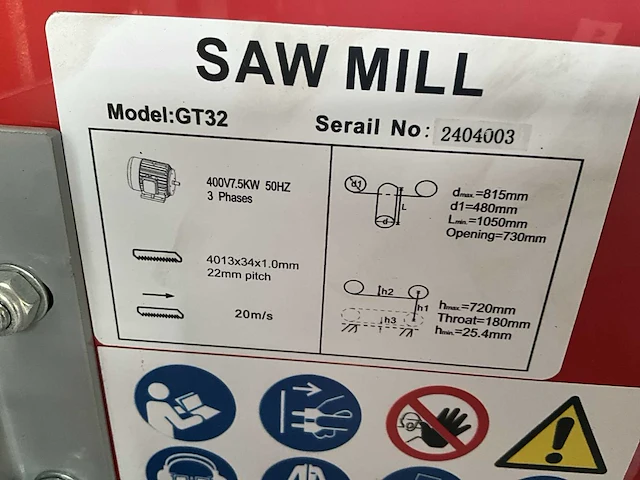 SAW MILL
Model:GT32
Serail No: 2404003
400V7.5KW 50HZ
3 Phases
4013x34x1.0mm
22mm pitch
20m/s
d1
L
d
dmax.=815mm
d1=480mm
Lmin.=1050mm
Opening=730mm
h2
h1
h3
hmax.=720mm
Throat=180mm
hmin.=25.4mm